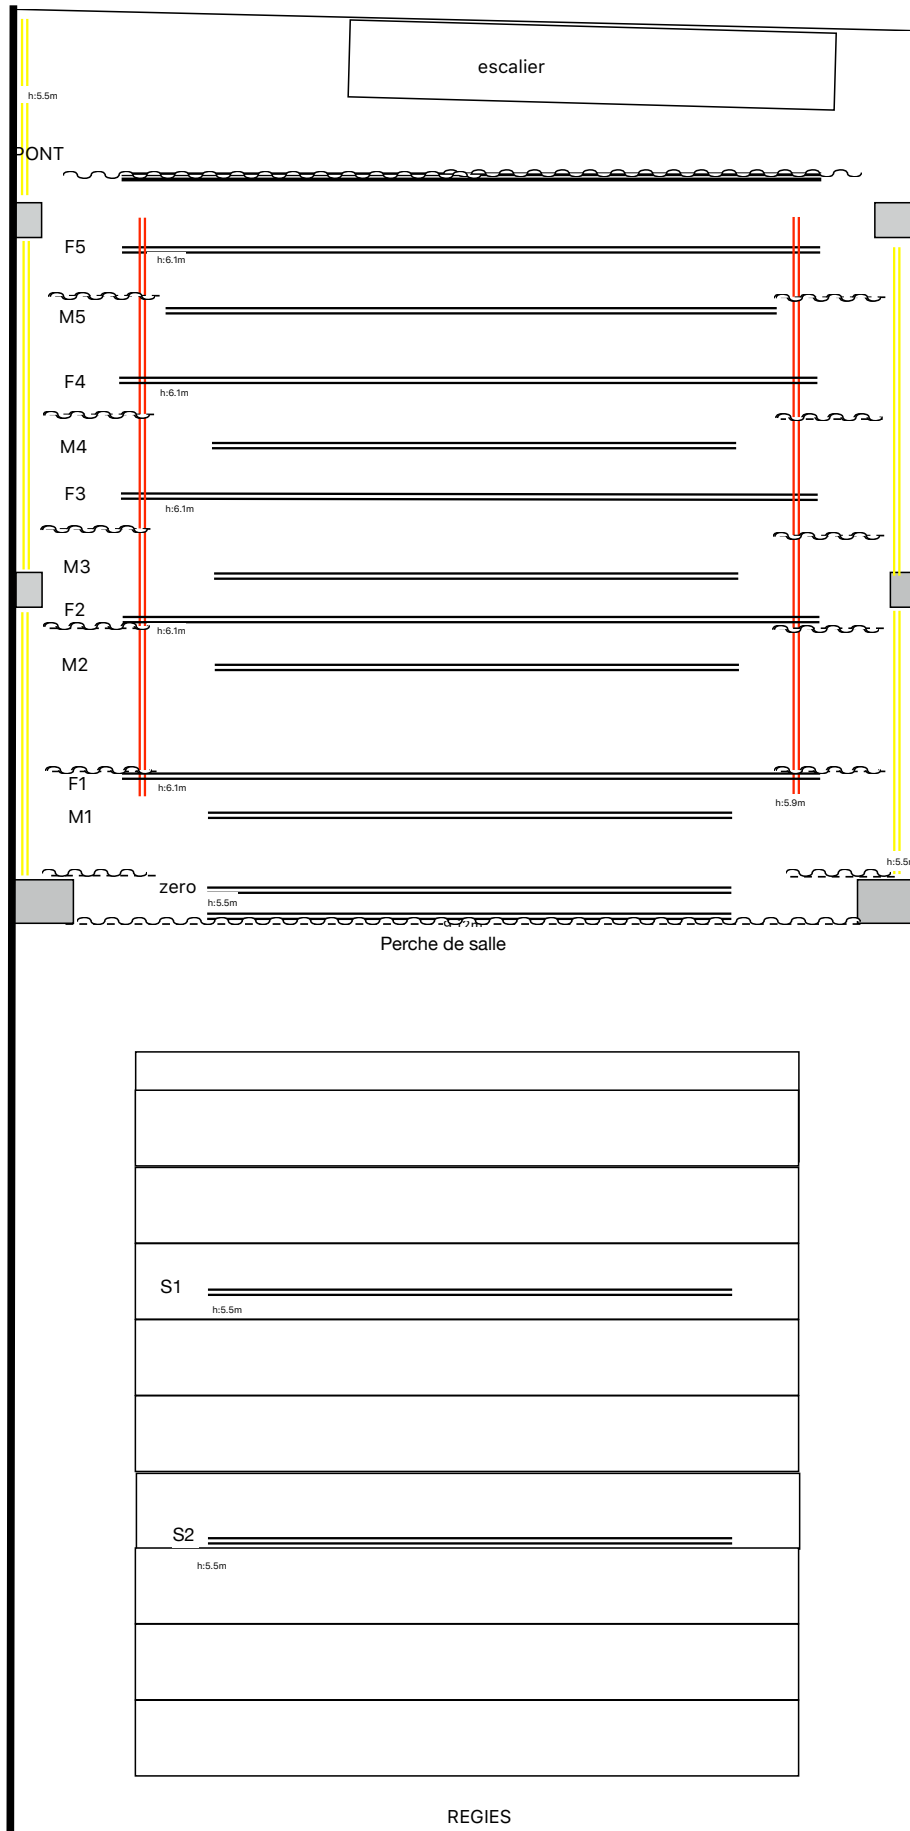 escalier
h:5.5m
PONT
F5
h:6.1m
M5
F4
h:6.1m
M4
F3
h:6.1m
M3
F2
h:6.1m
M2
F1
h:6.1m
h:5.9m
M1
h:5.5m
zero
h:5.5m
Perche de salle
S1
h:5.5m
S2
h:5.5m
REGIES